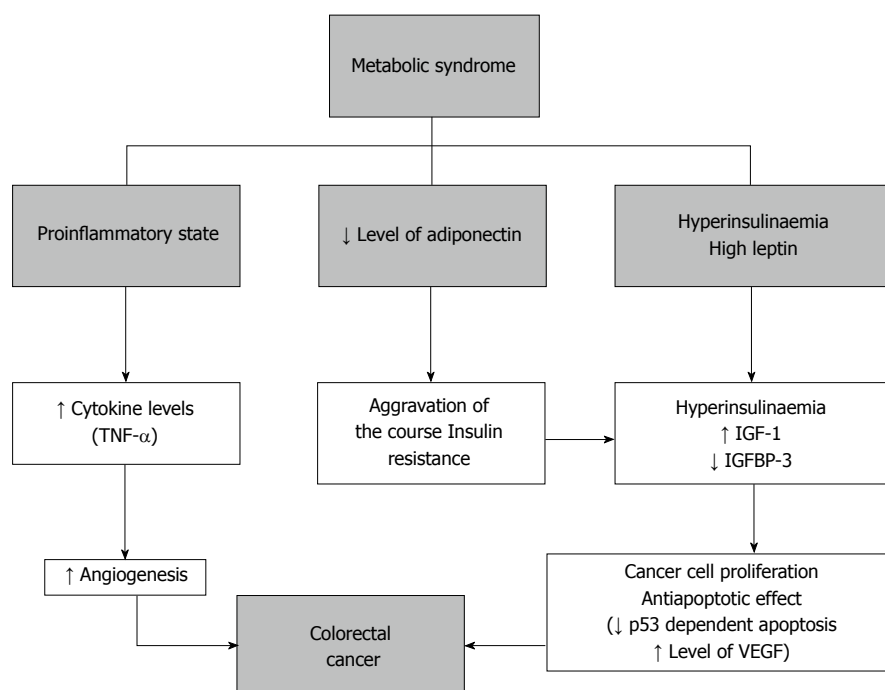 Metabolic syndrome
Proinflammatory state
↓ Level of adiponectin
Hyperinsulinaemia
High leptin
↑ Cytokine levels
(TNF-α)
Aggravation of
the course Insulin
resistance
Hyperinsulinaemia
↑ IGF-1
↓ IGFBP-3
↑ Angiogenesis
Colorectal
cancer
Cancer cell proliferation
Antiapoptotic effect
(↓ p53 dependent apoptosis
↑ Level of VEGF)